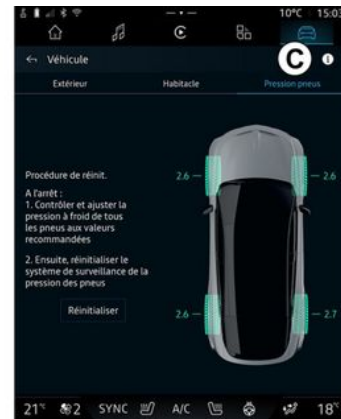 10°C 15:03
Véhicule
C
Extérieur Habitacle Pression pneus
Procédure de réinit.
A l'arrêt :
1. Contrôler et ajuster la
pression à froid de tous
les pneus aux valeurs
recommandées
2. Ensuite, réinitialiser le
système de surveillance de la
pression des pneus
Réinitialiser
2.6 2.6
2.6 2.7
21°C 2 SYNC A/C 18°